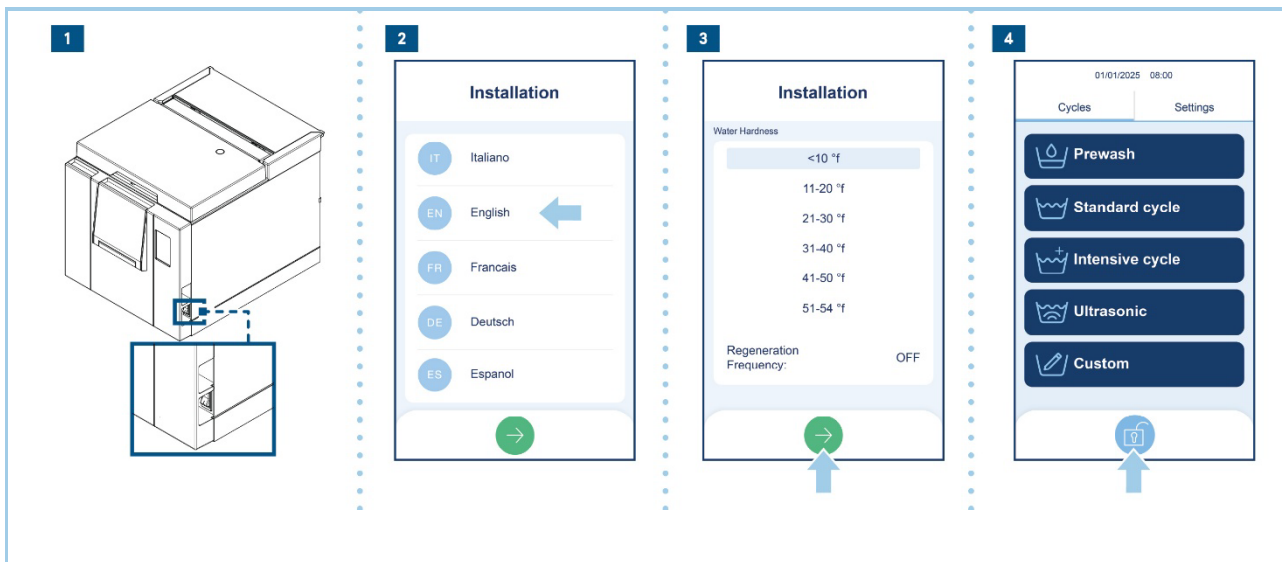 1
2
Installation
IT Italiano
EN English
FR Francais
DE Deutsch
ES Espanol
3
Installation
Water Hardness
<10 °f
11-20 °f
21-30 °f
31-40 °f
41-50 °f
51-54 °f
Regeneration
Frequency: OFF
4
01/01/2025 08:00
Cycles Settings
Prewash
Standard cycle
Intensive cycle
Ultrasonic
Custom